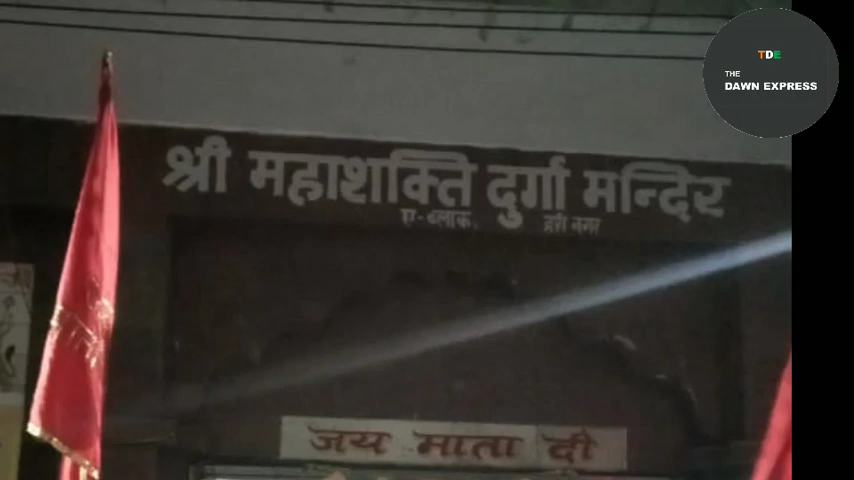 TDE
THE
DAWN EXPRESS
श्री महाशक्ति दुर्गा मन्दिर
ए-ब्लाक, हरी नगर
जय माता दी